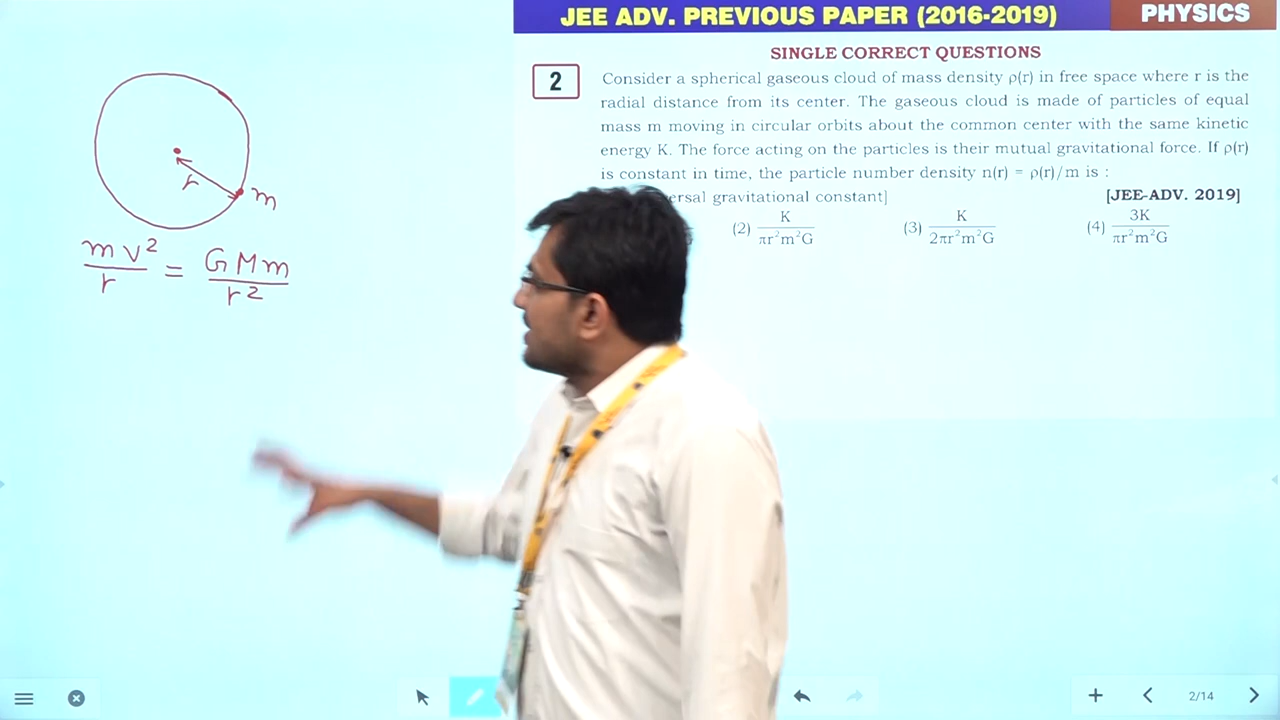 JEE ADV. PREVIOUS PAPER (2016-2019)
PHYSICS
SINGLE CORRECT QUESTIONS
2
Consider a spherical gaseous cloud of mass density ρ(r) in free space where r is the
radial distance from its center. The gaseous cloud is made of particles of equal
mass m moving in circular orbits about the common center with the same kinetic
energy K. The force acting on the particles is their mutual gravitational force. If ρ(r)
is constant in time, the particle number density n(r) = ρ(r)/m is :
gravitational constant]
[JEE-ADV. 2019]
(2) K/πr²m²G
(3) K/2πr²m²G
(4) 3K/πr²m²G
r
m
mv²/r = GMm/r²
2/14